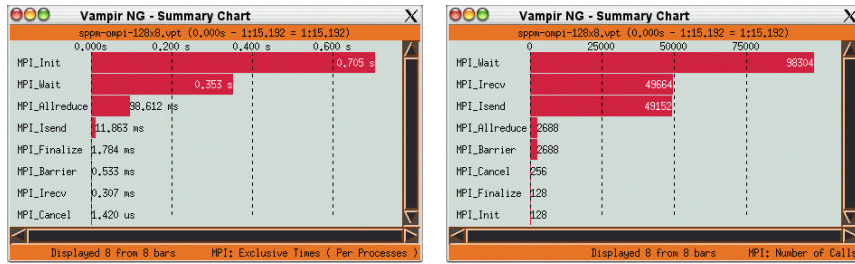 Vampir NG - Summary Chart
X
sppm-ompi-128x8.vpt (0.000s - 1:15.192 = 1:15.192)
0.000s 0.200 s 0.400 s 0.600 s
MPI_Init 0.705 s
MPI_Wait 0.353 s
MPI_Allreduce 98.612 ms
MPI_Isend 11.863 ms
MPI_Finalize 1.784 ms
MPI_Barrier 0.533 ms
MPI_Irecv 0.307 ms
MPI_Cancel 1.420 us
Displayed 8 from 8 bars MPI: Exclusive Times ( Per Processes )
Vampir NG - Summary Chart
X
sppm-ompi-128x8.vpt (0.000s - 1:15.192 = 1:15.192)
0 25000 50000 75000
MPI_Wait 98304
MPI_Irecv 49664
MPI_Isend 49152
MPI_Allreduce 2688
MPI_Barrier 2688
MPI_Cancel 256
MPI_Finalize 128
MPI_Init 128
Displayed 8 from 8 bars MPI: Number of Calls